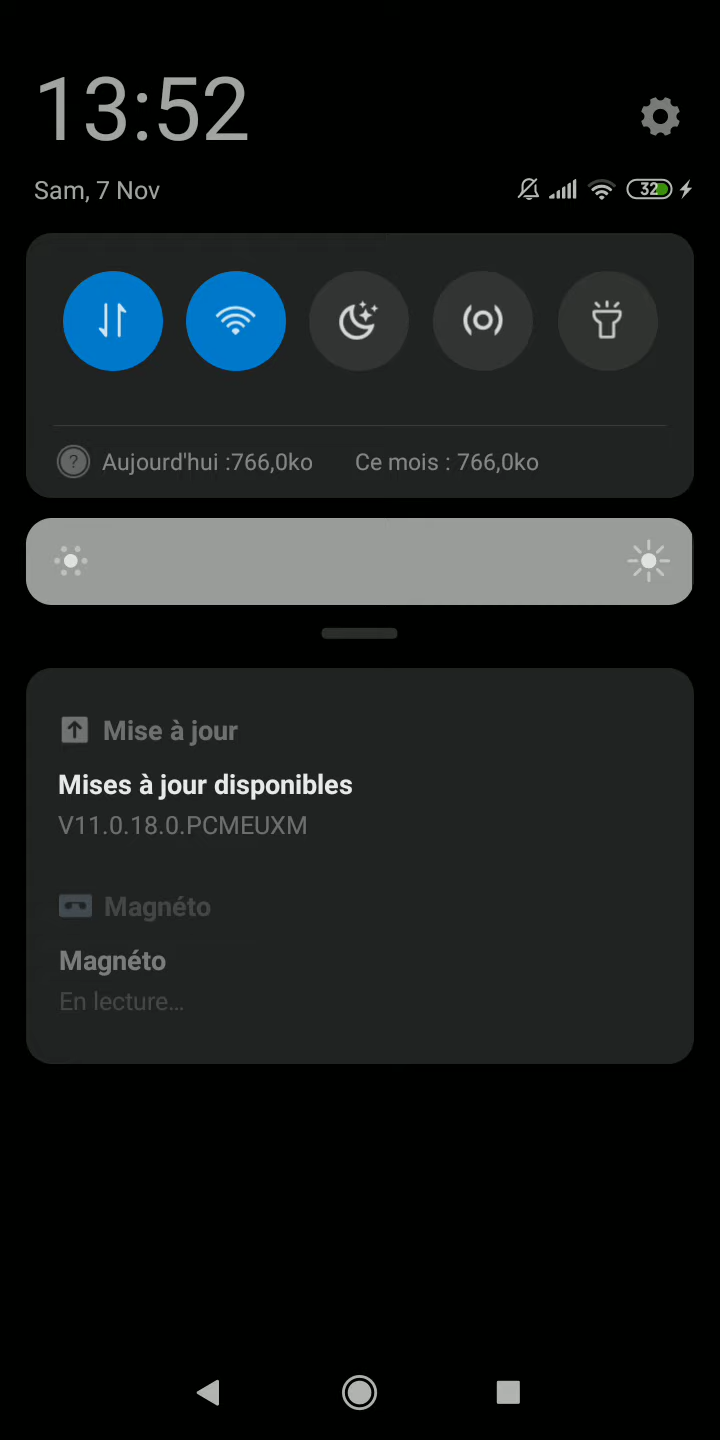 13:52
Sam, 7 Nov
32
Aujourd'hui :766,0ko Ce mois : 766,0ko
Mise à jour
Mises à jour disponibles
V11.0.18.0.PCMEUXM
Magnéto
Magnéto
En lecture...